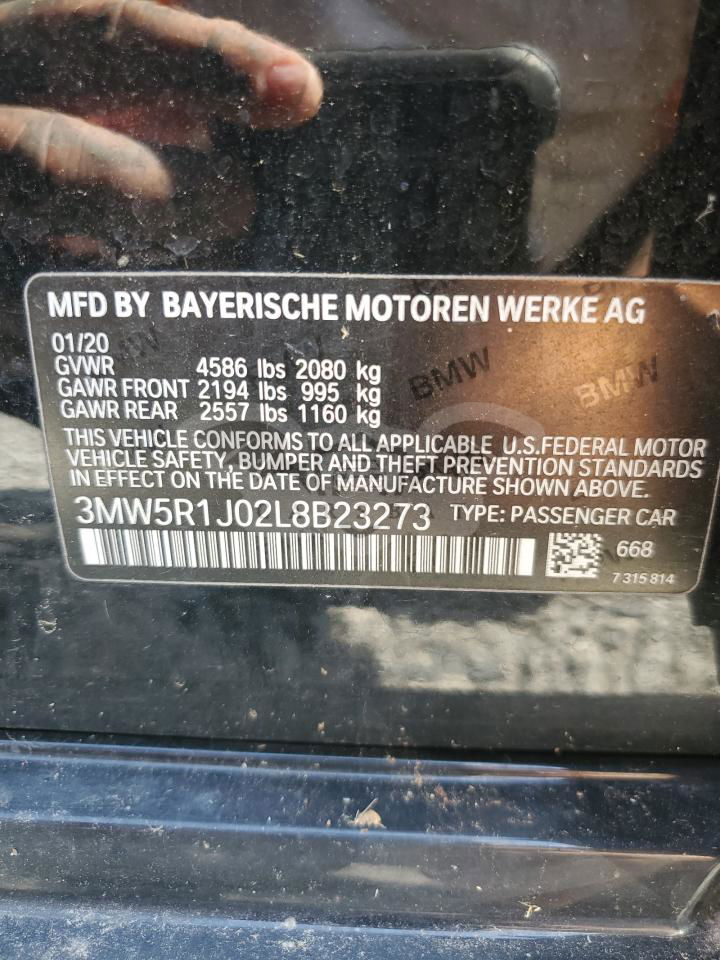 MFD BY BAYERISCHE MOTOREN WERKE AG
01/20
GVWR 4586 lbs 2080 kg
GAWR FRONT 2194 lbs 995 kg
GAWR REAR 2557 lbs 1160 kg
THIS VEHICLE CONFORMS TO ALL APPLICABLE U.S.FEDERAL MOTOR
VEHICLE SAFETY, BUMPER AND THEFT PREVENTION STANDARDS
IN EFFECT ON THE DATE OF MANUFACTURE SHOWN ABOVE.
3MW5R1J02L8B23273 TYPE: PASSENGER CAR
668
7 315 814
BMW
BMW